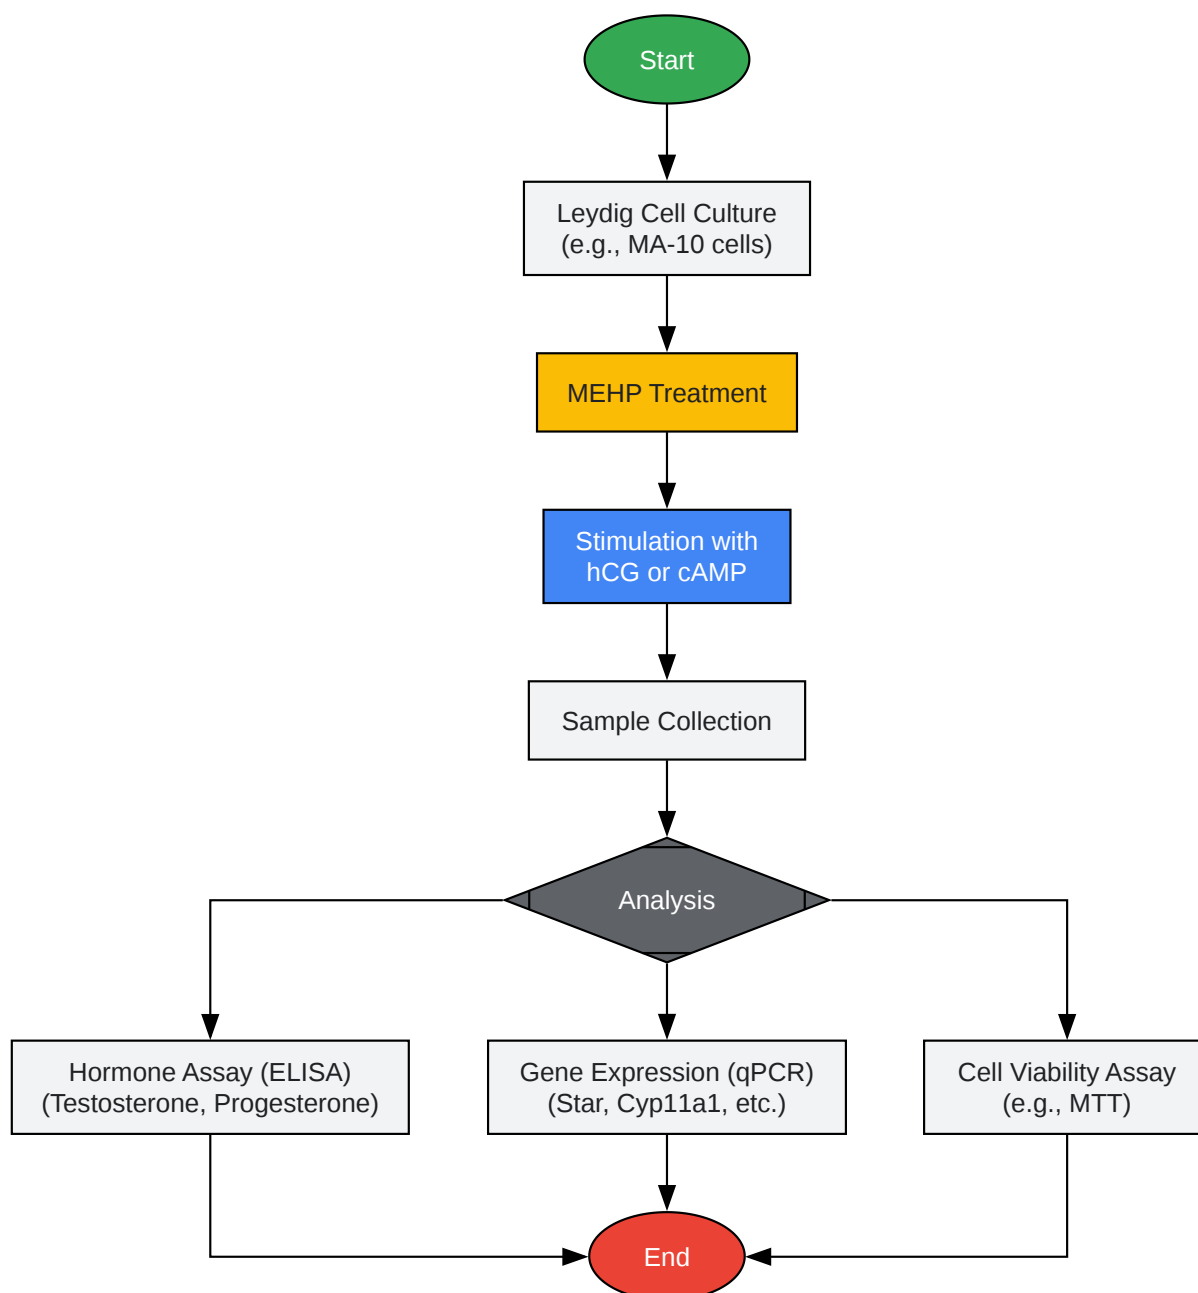 Start
Leydig Cell Culture
(e.g., MA-10 cells)
MEHP Treatment
Stimulation with
hCG or cAMP
Sample Collection
Analysis
Hormone Assay (ELISA)
(Testosterone, Progesterone)
Gene Expression (qPCR)
(Star, Cyp11a1, etc.)
Cell Viability Assay
(e.g., MTT)
End